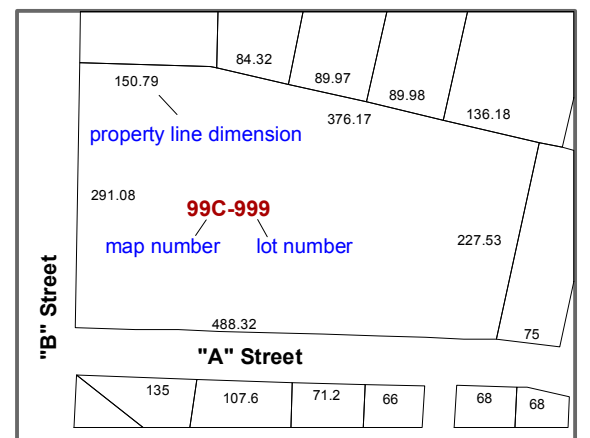 84.32
150.79
89.97
89.98
376.17
136.18
property line dimension
291.08
99C-999
map number
lot number
227.53
"B" Street
488.32
75
"A" Street
135
107.6
71.2
66
68
68